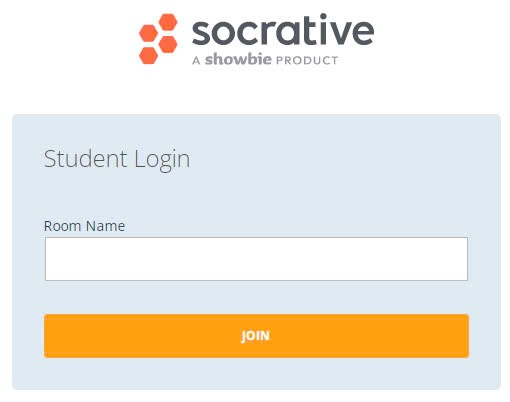 socrative
A showbie PRODUCT
Student Login
Room Name
JOIN